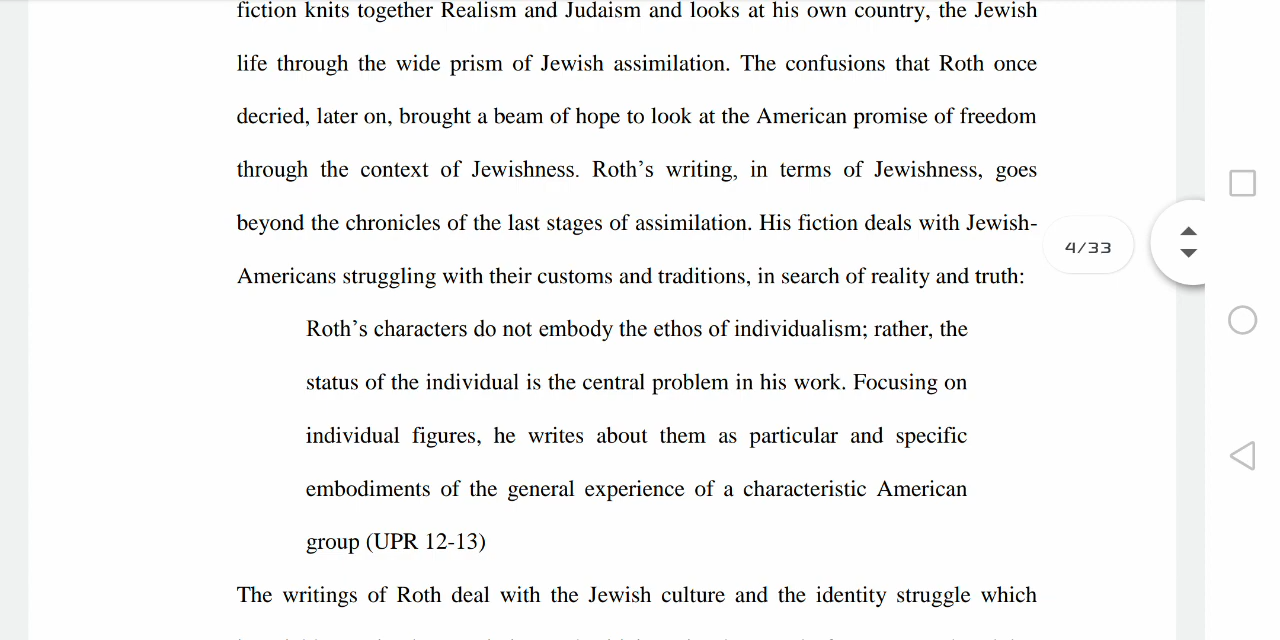 fiction knits together Realism and Judaism and looks at his own country, the Jewish
life through the wide prism of Jewish assimilation. The confusions that Roth once
decried, later on, brought a beam of hope to look at the American promise of freedom
through the context of Jewishness. Roth’s writing, in terms of Jewishness, goes
beyond the chronicles of the last stages of assimilation. His fiction deals with Jewish-
4/33
Americans struggling with their customs and traditions, in search of reality and truth:
Roth’s characters do not embody the ethos of individualism; rather, the
status of the individual is the central problem in his work. Focusing on
individual figures, he writes about them as particular and specific
embodiments of the general experience of a characteristic American
group (UPR 12-13)
The writings of Roth deal with the Jewish culture and the identity struggle which